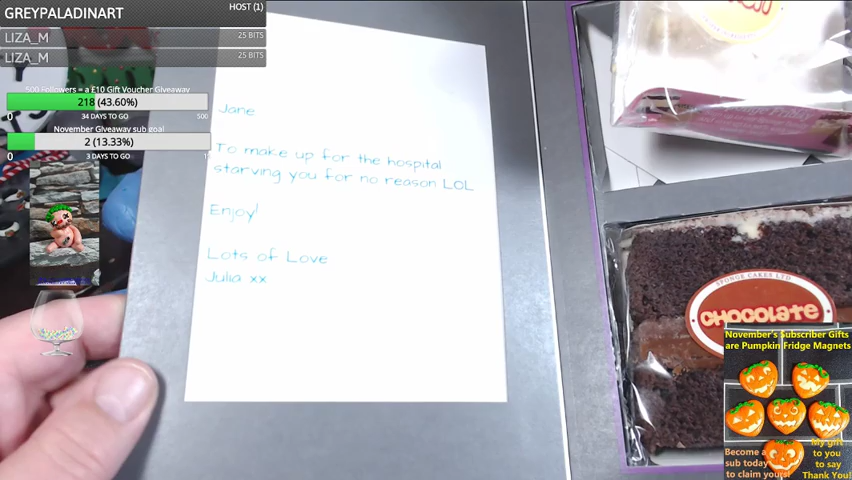 GREYPALADINART
HOST (1)
LIZA_M
25 BITS
LIZA_M
25 BITS
500 Followers = a £10 Gift Voucher Giveaway
218 (43.60%)
0
34 DAYS TO GO
500
November Giveaway sub goal
2 (13.33%)
0
3 DAYS TO GO
Jane
To make up for the hospital
starving you for no reason LOL
Enjoy!
Lots of Love
Julia xx
SPONGE CAKES LTD
CHOCOLATE
November's Subscriber Gifts
are Pumpkin Fridge Magnets
Become a
sub today
to claim yours!
My gift
to you
to say
Thank You!